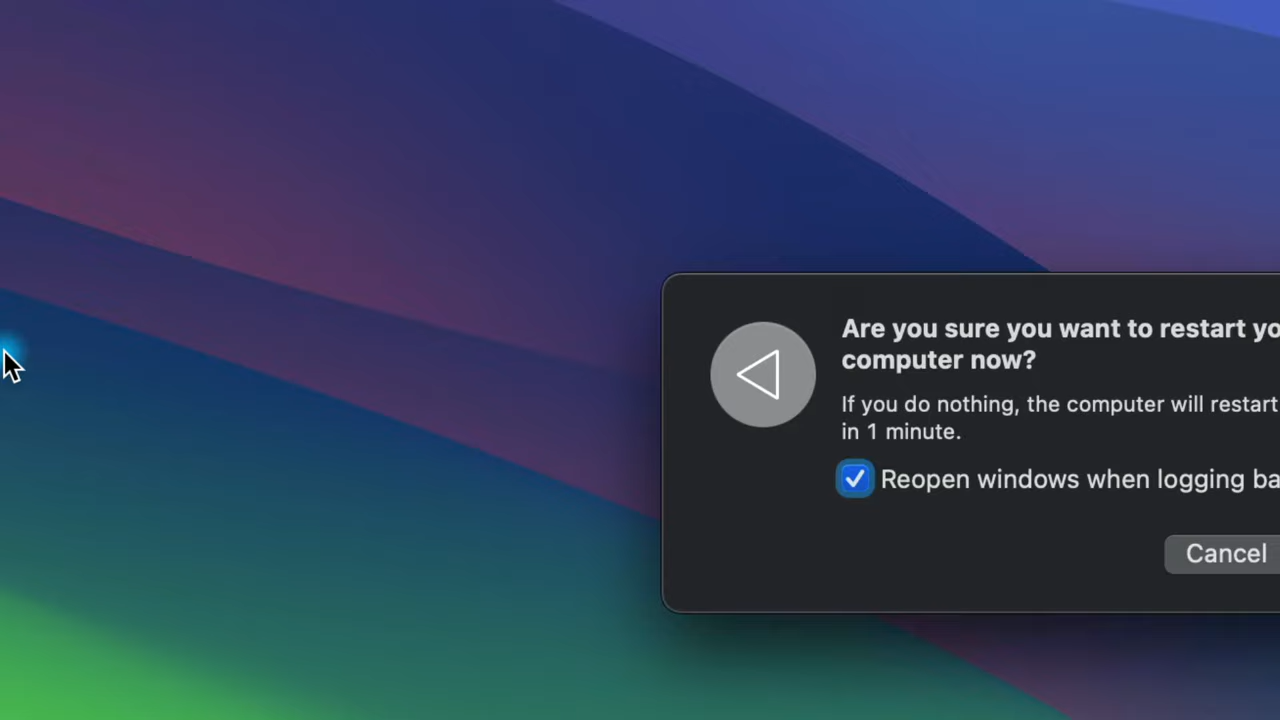 Are you sure you want to restart yo
computer now?
If you do nothing, the computer will restart
in 1 minute.
Reopen windows when logging ba
Cancel